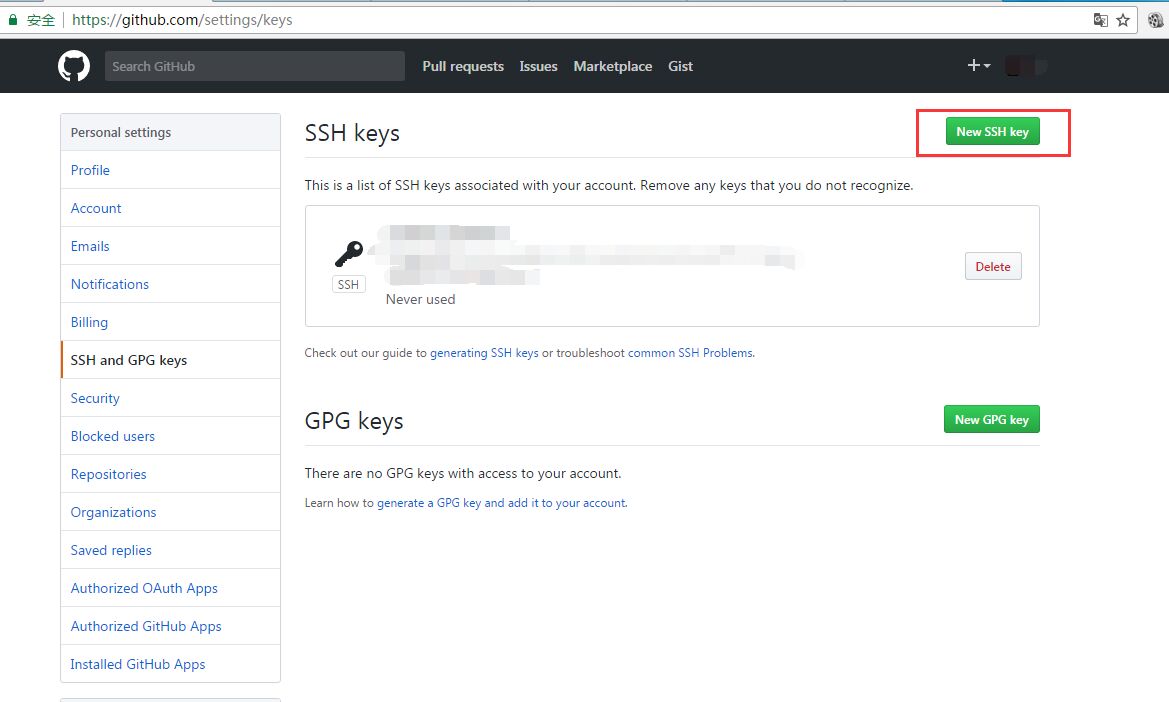 安全 https://github.com/settings/keys
Search GitHub Pull requests Issues Marketplace Gist
Personal settings
Profile
Account
Emails
Notifications
Billing
SSH and GPG keys
Security
Blocked users
Repositories
Organizations
Saved replies
Authorized OAuth Apps
Authorized GitHub Apps
Installed GitHub Apps
SSH keys New SSH key
This is a list of SSH keys associated with your account. Remove any keys that you do not recognize.
SSH
Never used
Delete
Check out our guide to generating SSH keys or troubleshoot common SSH Problems.
GPG keys New GPG key
There are no GPG keys with access to your account.
Learn how to generate a GPG key and add it to your account.